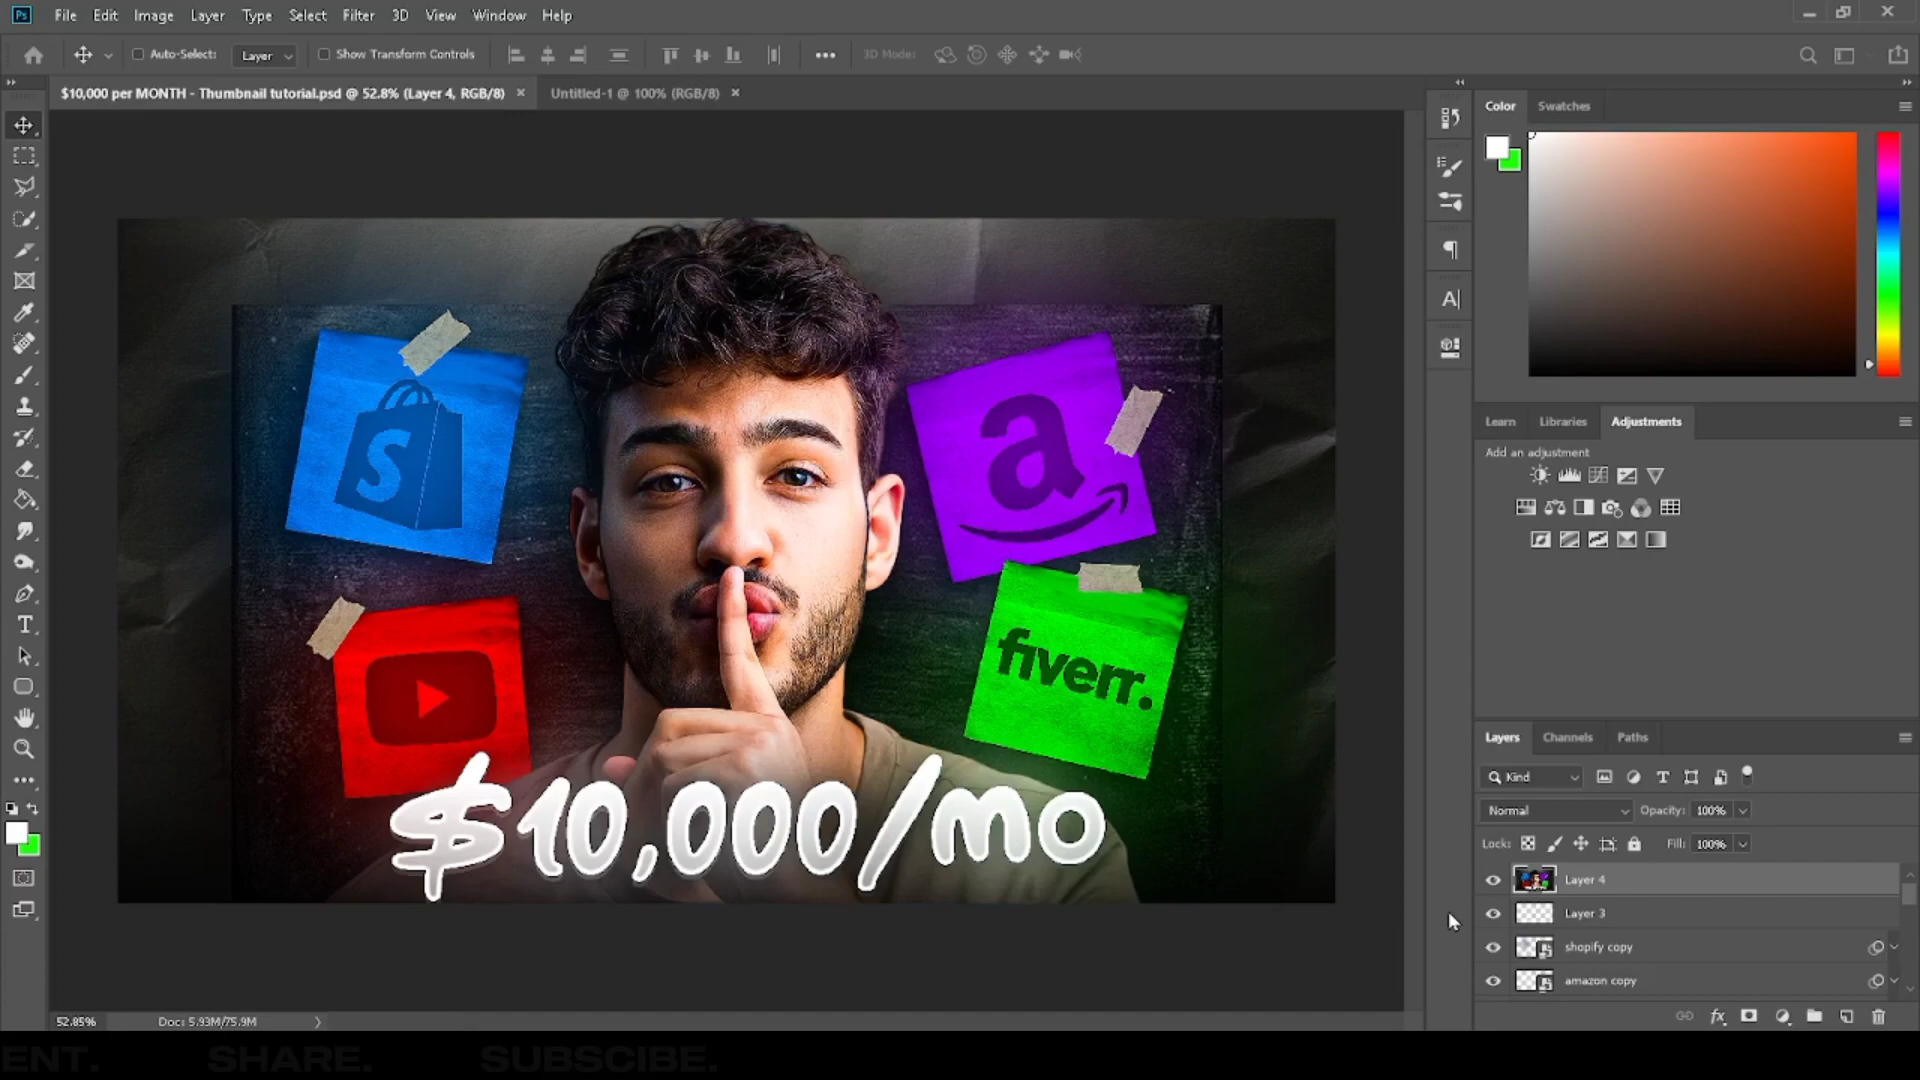 Ps File Edit Image Layer Type Select Filter 3D View Window Help
Auto-Select: Layer Show Transform Controls 3D Mode:
$10,000 per MONTH - Thumbnail tutorial.psd @ 52.8% (Layer 4, RGB/8) × Untitled-1 @ 100% (RGB/8) ×
Color Swatches
S
a
fiverr.
$10,000/mo
Learn Libraries Adjustments
Add an adjustment
Layers Channels Paths
Kind
Normal Opacity: 100%
Lock: Fill: 100%
Layer 4
Layer 3
shopify copy
amazon copy
fx
52.85% Doc: 5.93M/75.9M
ENT. SHARE. SUBSCIBE.